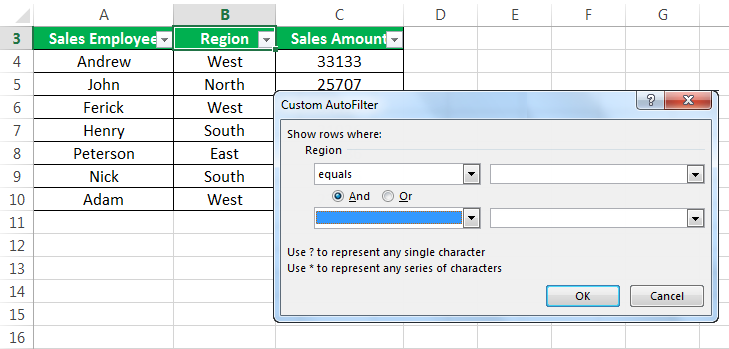 A B C D E F G
3 Sales Employee Region Sales Amount
4 Andrew West 33133
5 John North 25707
6 Ferick West
7 Henry South
8 Peterson East
9 Nick South
10 Adam West
11
12
13
14
15
16
Custom AutoFilter
Show rows where:
Region
equals
And Or
Use ? to represent any single character
Use * to represent any series of characters
OK Cancel